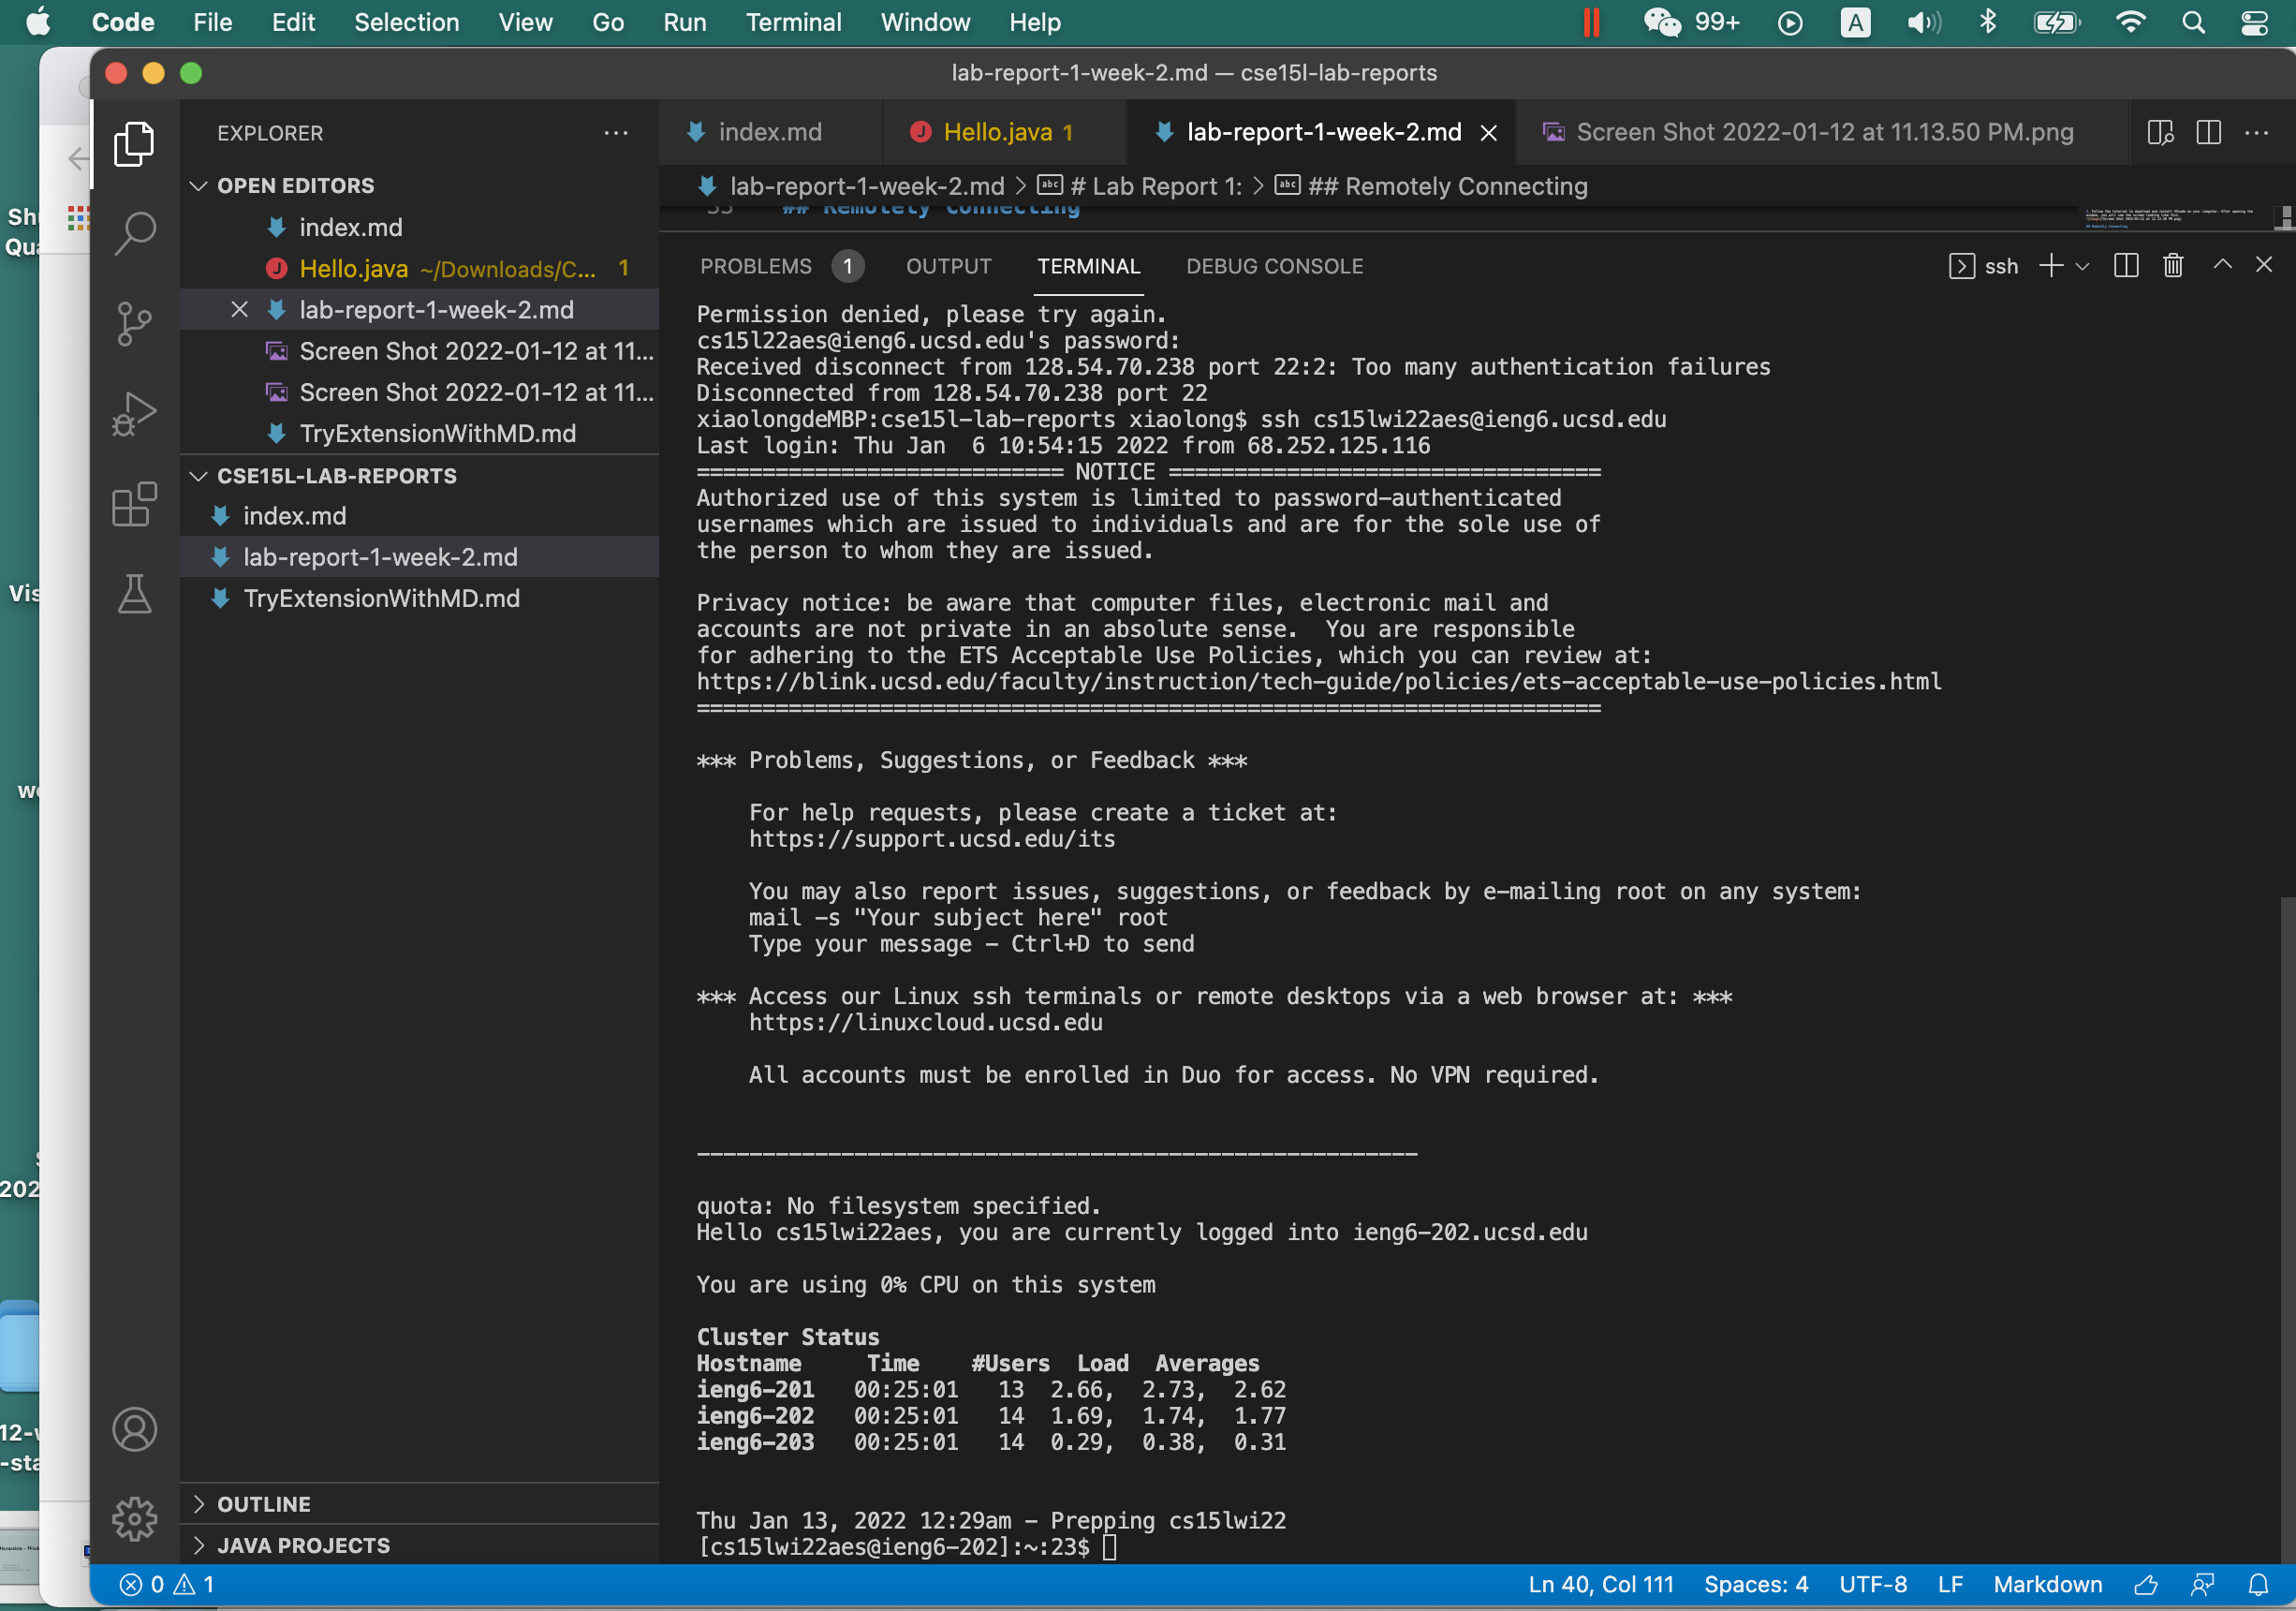 Code File Edit Selection View Go Run Terminal Window Help 99+ A
lab-report-1-week-2.md — cse15l-lab-reports
EXPLORER
OPEN EDITORS
index.md
Hello.java ~/Downloads/C... 1
lab-report-1-week-2.md
Screen Shot 2022-01-12 at 11...
Screen Shot 2022-01-12 at 11...
TryExtensionWithMD.md
CSE15L-LAB-REPORTS
index.md
lab-report-1-week-2.md
TryExtensionWithMD.md
OUTLINE
JAVA PROJECTS
index.md
Hello.java 1
lab-report-1-week-2.md
Screen Shot 2022-01-12 at 11.13.50 PM.png
lab-report-1-week-2.md > # Lab Report 1: > ## Remotely Connecting
## Remotely Connecting
PROBLEMS 1 OUTPUT TERMINAL DEBUG CONSOLE
ssh
Permission denied, please try again.
cs15l22aes@ieng6.ucsd.edu's password:
Received disconnect from 128.54.70.238 port 22:2: Too many authentication failures
Disconnected from 128.54.70.238 port 22
xiaolongdeMBP:cse15l-lab-reports xiaolong$ ssh cs15lwi22aes@ieng6.ucsd.edu
Last login: Thu Jan  6 10:54:15 2022 from 68.252.125.116
============================ NOTICE =================================
Authorized use of this system is limited to password-authenticated
usernames which are issued to individuals and are for the sole use of
the person to whom they are issued.
Privacy notice: be aware that computer files, electronic mail and
accounts are not private in an absolute sense.  You are responsible
for adhering to the ETS Acceptable Use Policies, which you can review at:
https://blink.ucsd.edu/faculty/instruction/tech-guide/policies/ets-acceptable-use-policies.html
=====================================================================
*** Problems, Suggestions, or Feedback ***
For help requests, please create a ticket at:
https://support.ucsd.edu/its
You may also report issues, suggestions, or feedback by e-mailing root on any system:
mail -s "Your subject here" root
Type your message - Ctrl+D to send
*** Access our Linux ssh terminals or remote desktops via a web browser at: ***
https://linuxcloud.ucsd.edu
All accounts must be enrolled in Duo for access. No VPN required.
-------------------------------------------------------
quota: No filesystem specified.
Hello cs15lwi22aes, you are currently logged into ieng6-202.ucsd.edu
You are using 0% CPU on this system
Cluster Status
Hostname     Time    #Users  Load  Averages
ieng6-201   00:25:01   13  2.66,  2.73,  2.62
ieng6-202   00:25:01   14  1.69,  1.74,  1.77
ieng6-203   00:25:01   14  0.29,  0.38,  0.31
Thu Jan 13, 2022 12:29am - Prepping cs15lwi22
[cs15lwi22aes@ieng6-202]:~:23$
0 1
Ln 40, Col 111 Spaces: 4 UTF-8 LF Markdown